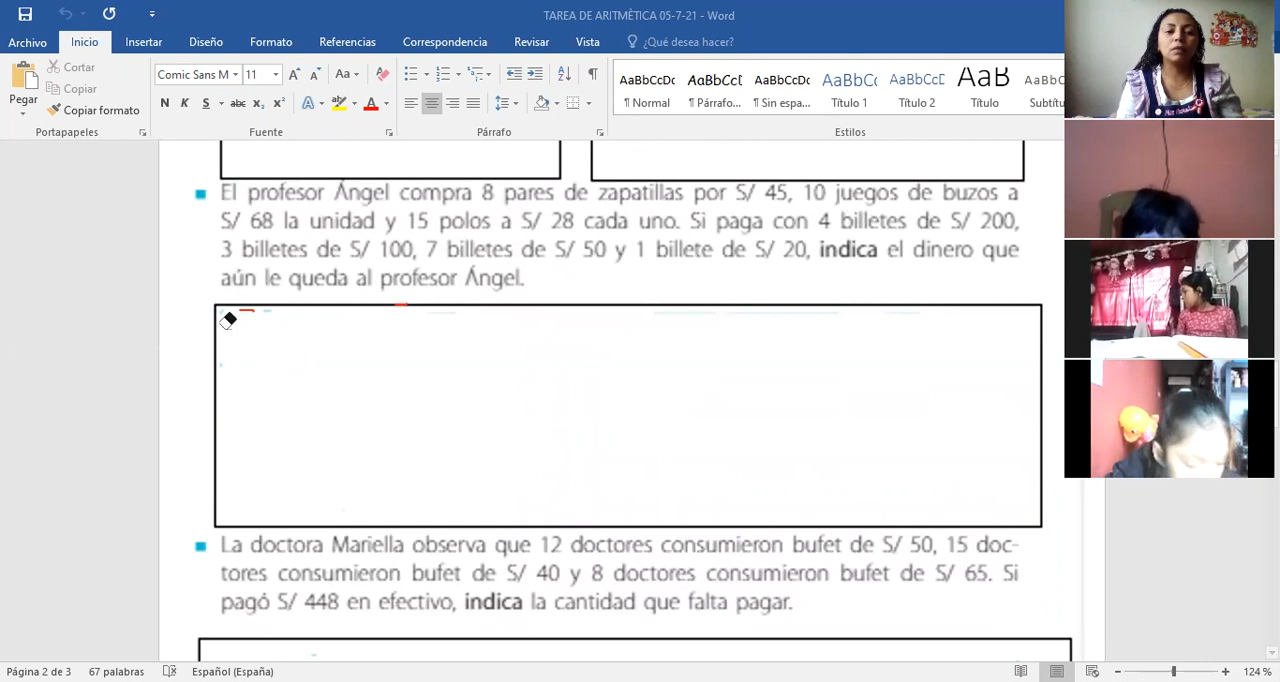 TAREA DE ARITMÈTICA 05-7-21 - Word
Archivo Inicio Insertar Diseño Formato Referencias Correspondencia Revisar Vista ¿Qué desea hacer?
Pegar
Cortar
Copiar
Copiar formato
Portapapeles
Comic Sans M 11
Aa
N K S abc x₂ x²
A A
Fuente
Párrafo
AaBbCcDc AaBbCcI AaBbCcDc AaBbCc AaBbCcD AaB AaBbC
¶ Normal ¶ Párrafo... ¶ Sin espa... Título 1 Título 2 Título Subtítu
Estilos
El profesor Ángel compra 8 pares de zapatillas por S/ 45, 10 juegos de buzos a
S/ 68 la unidad y 15 polos a S/ 28 cada uno. Si paga con 4 billetes de S/ 200,
3 billetes de S/ 100, 7 billetes de S/ 50 y 1 billete de S/ 20, indica el dinero que
aún le queda al profesor Ángel.
La doctora Mariella observa que 12 doctores consumieron bufet de S/ 50, 15 doc-
tores consumieron bufet de S/ 40 y 8 doctores consumieron bufet de S/ 65. Si
pagó S/ 448 en efectivo, indica la cantidad que falta pagar.
Página 2 de 3 67 palabras Español (España) 124 %